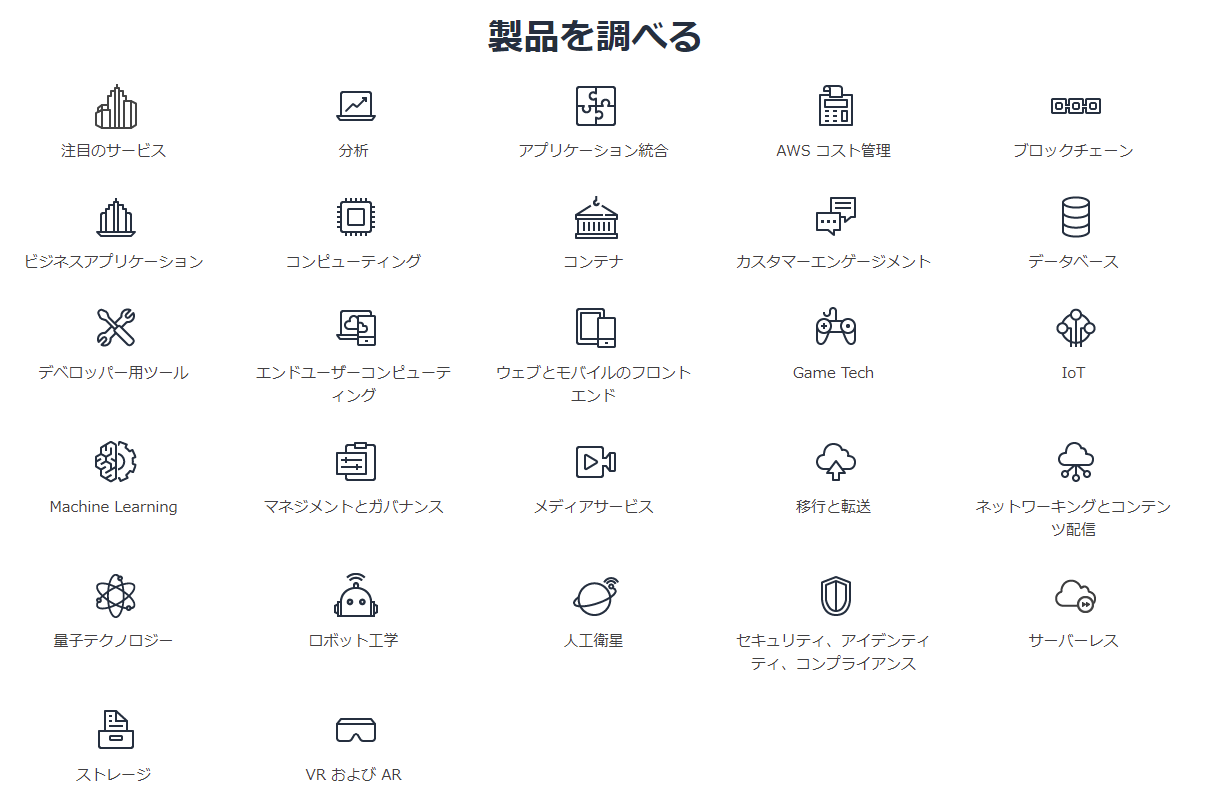 製品を調べる
注目のサービス
分析
アプリケーション統合
AWS コスト管理
ブロックチェーン
ビジネスアプリケーション
コンピューティング
コンテナ
カスタマーエンゲージメント
データベース
デベロッパー用ツール
エンドユーザーコンピューテ
ィング
ウェブとモバイルのフロント
エンド
Game Tech
IoT
Machine Learning
マネジメントとガバナンス
メディアサービス
移行と転送
ネットワーキングとコンテン
ツ配信
量子テクノロジー
ロボット工学
人工衛星
セキュリティ、アイデンティ
ティ、コンプライアンス
サーバーレス
ストレージ
VR および AR